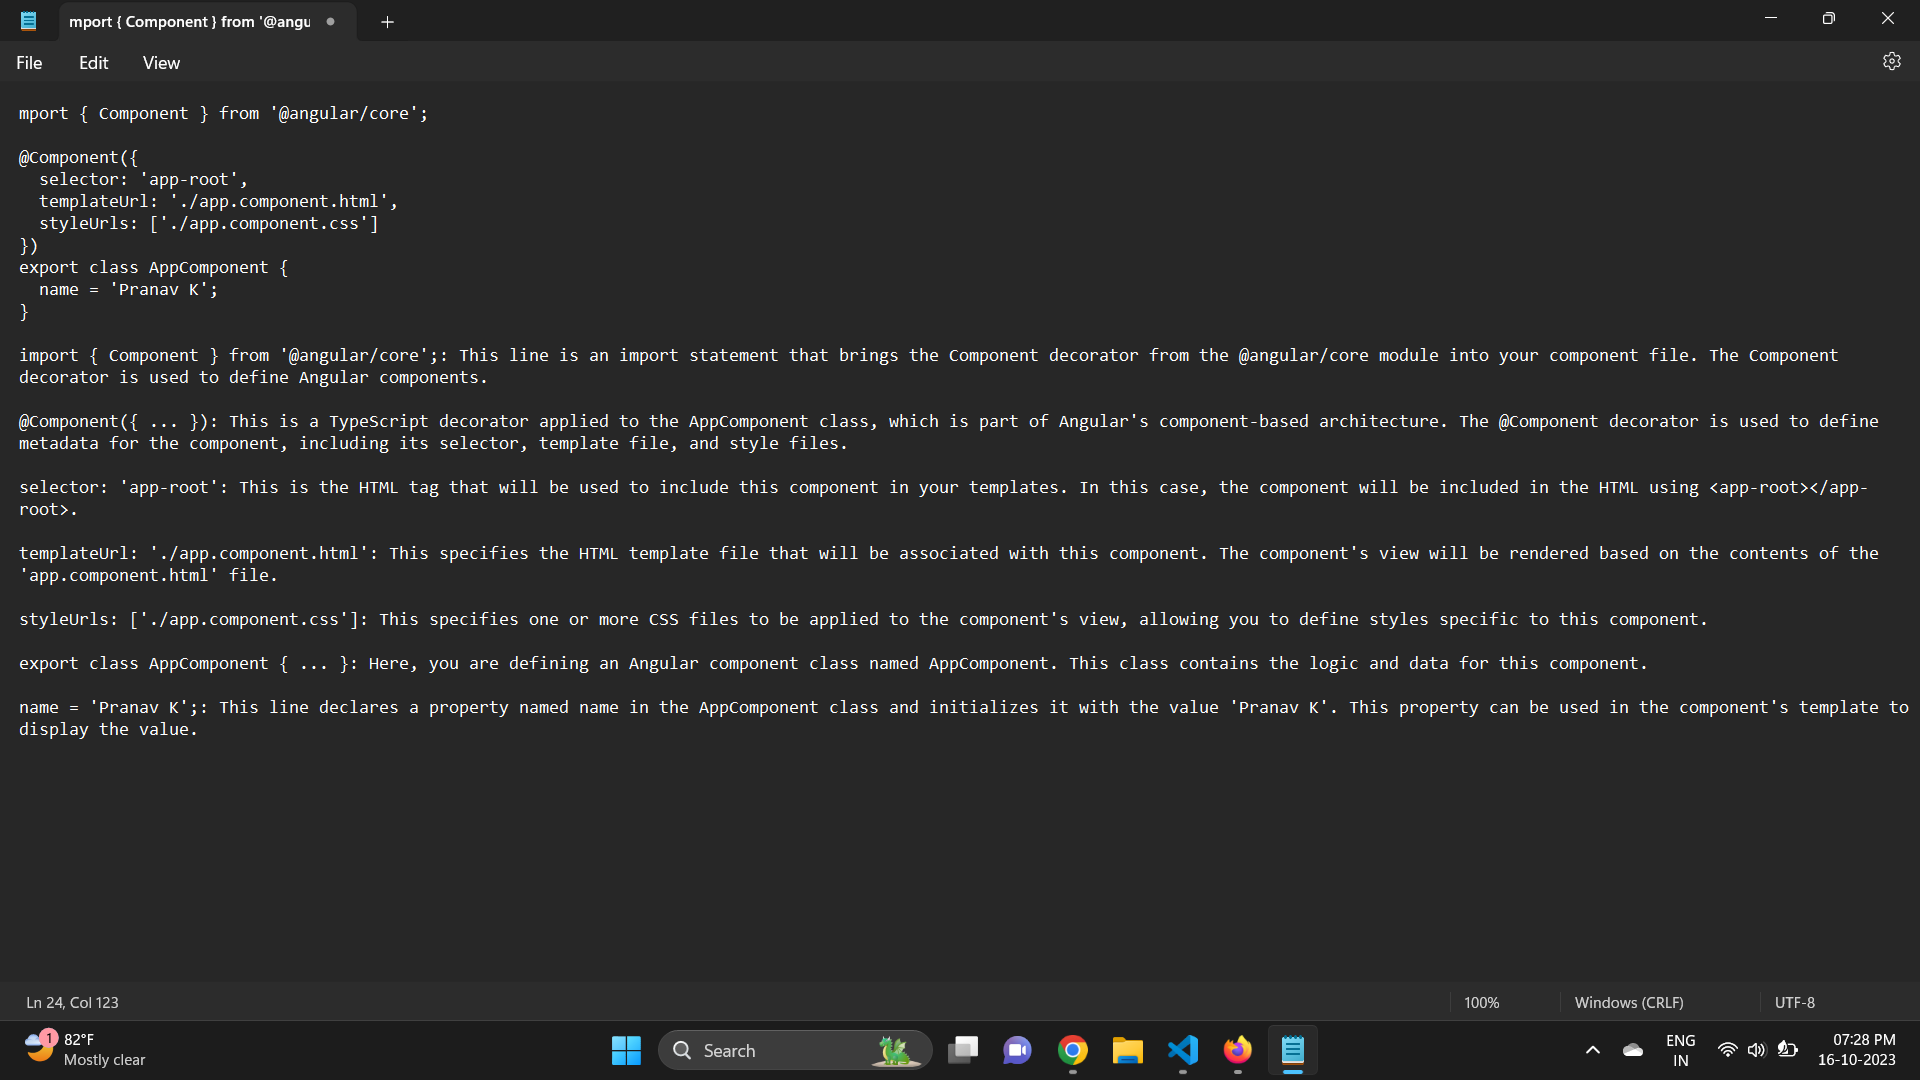 mport { Component } from '@angu
File Edit View
mport { Component } from '@angular/core';
@Component({
  selector: 'app-root',
  templateUrl: './app.component.html',
  styleUrls: ['./app.component.css']
})
export class AppComponent {
  name = 'Pranav K';
}
import { Component } from '@angular/core';: This line is an import statement that brings the Component decorator from the @angular/core module into your component file. The Component
decorator is used to define Angular components.
@Component({ ... }): This is a TypeScript decorator applied to the AppComponent class, which is part of Angular's component-based architecture. The @Component decorator is used to define
metadata for the component, including its selector, template file, and style files.
selector: 'app-root': This is the HTML tag that will be used to include this component in your templates. In this case, the component will be included in the HTML using <app-root></app-
root>.
templateUrl: './app.component.html': This specifies the HTML template file that will be associated with this component. The component's view will be rendered based on the contents of the
'app.component.html' file.
styleUrls: ['./app.component.css']: This specifies one or more CSS files to be applied to the component's view, allowing you to define styles specific to this component.
export class AppComponent { ... }: Here, you are defining an Angular component class named AppComponent. This class contains the logic and data for this component.
name = 'Pranav K';: This line declares a property named name in the AppComponent class and initializes it with the value 'Pranav K'. This property can be used in the component's template to
display the value.
Ln 24, Col 123 100% Windows (CRLF) UTF-8
1 82°F
Mostly clear
Search
ENG
IN
07:28 PM
16-10-2023